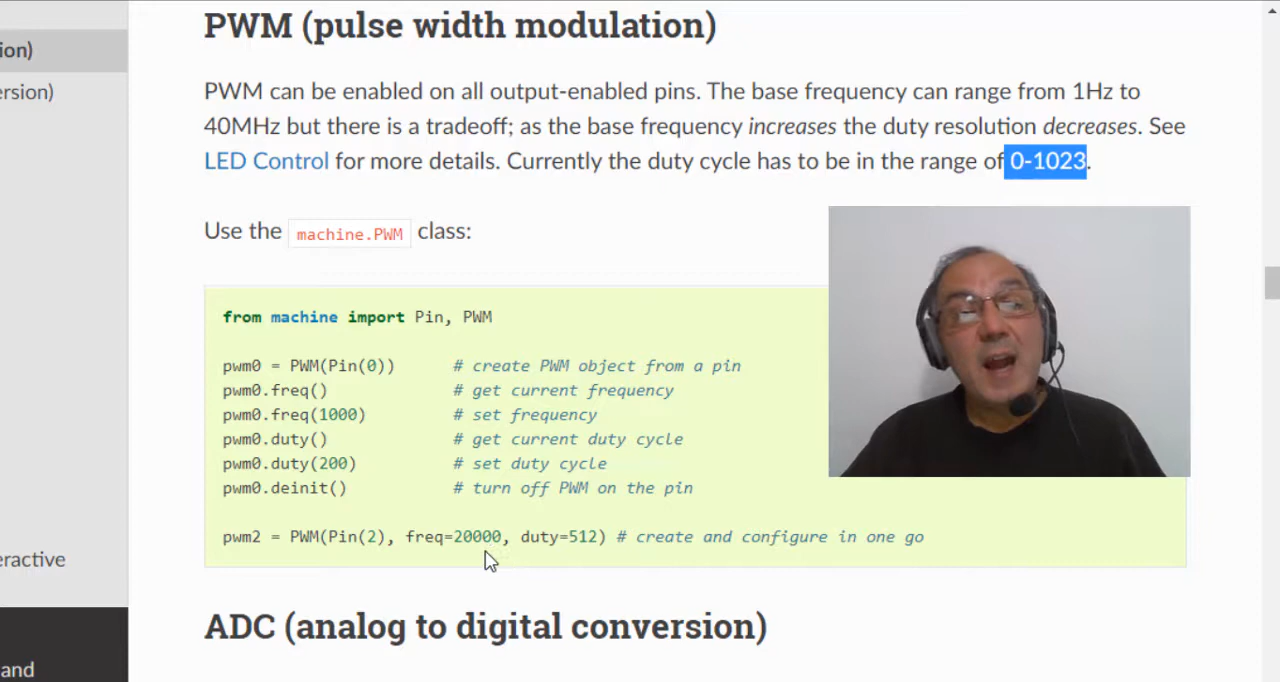 PWM (pulse width modulation)
ion)
ersion)
PWM can be enabled on all output-enabled pins. The base frequency can range from 1Hz to
40MHz but there is a tradeoff; as the base frequency increases the duty resolution decreases. See
LED Control for more details. Currently the duty cycle has to be in the range of 0-1023.
Use the machine.PWM class:
from machine import Pin, PWM
pwm0 = PWM(Pin(0)) # create PWM object from a pin
pwm0.freq() # get current frequency
pwm0.freq(1000) # set frequency
pwm0.duty() # get current duty cycle
pwm0.duty(200) # set duty cycle
pwm0.deinit() # turn off PWM on the pin
pwm2 = PWM(Pin(2), freq=20000, duty=512) # create and configure in one go
eractive
ADC (analog to digital conversion)
and